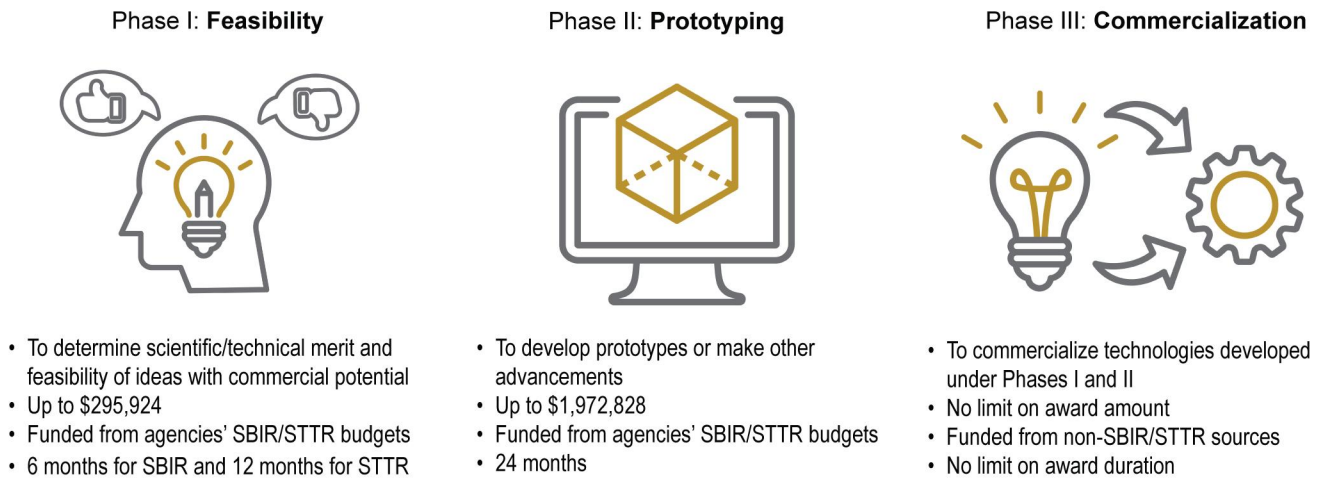 Phase I: Feasibility
• To determine scientific/technical merit and
feasibility of ideas with commercial potential
• Up to $295,924
• Funded from agencies' SBIR/STTR budgets
• 6 months for SBIR and 12 months for STTR
Phase II: Prototyping
• To develop prototypes or make other
advancements
• Up to $1,972,828
• Funded from agencies' SBIR/STTR budgets
• 24 months
Phase III: Commercialization
• To commercialize technologies developed
under Phases I and II
• No limit on award amount
• Funded from non-SBIR/STTR sources
• No limit on award duration